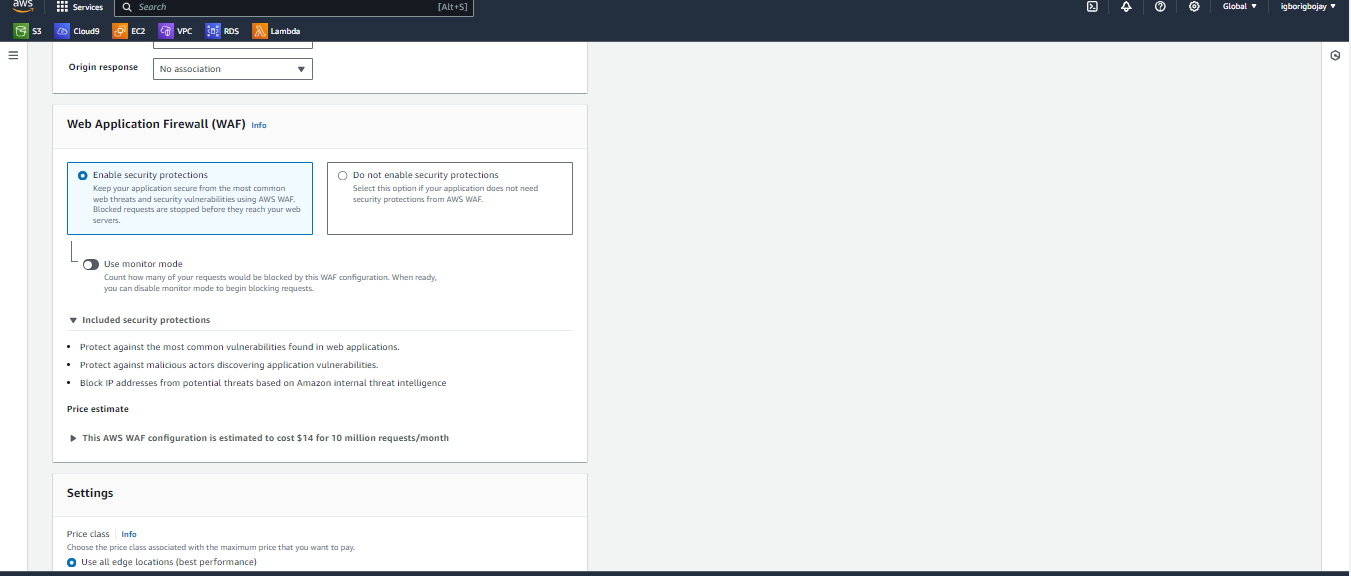 aws Services Search [Alt+S] Global igborigbojay
S3 Cloud9 EC2 VPC RDS Lambda
Origin response No association
Web Application Firewall (WAF) Info
Enable security protections
Keep your application secure from the most common
web threats and security vulnerabilities using AWS WAF.
Blocked requests are stopped before they reach your web
servers.
Do not enable security protections
Select this option if your application does not need
security protections from AWS WAF.
Use monitor mode
Count how many of your requests would be blocked by this WAF configuration. When ready,
you can disable monitor mode to begin blocking requests.
Included security protections
• Protect against the most common vulnerabilities found in web applications.
• Protect against malicious actors discovering application vulnerabilities.
• Block IP addresses from potential threats based on Amazon internal threat intelligence
Price estimate
This AWS WAF configuration is estimated to cost $14 for 10 million requests/month
Settings
Price class Info
Choose the price class associated with the maximum price that you want to pay.
Use all edge locations (best performance)